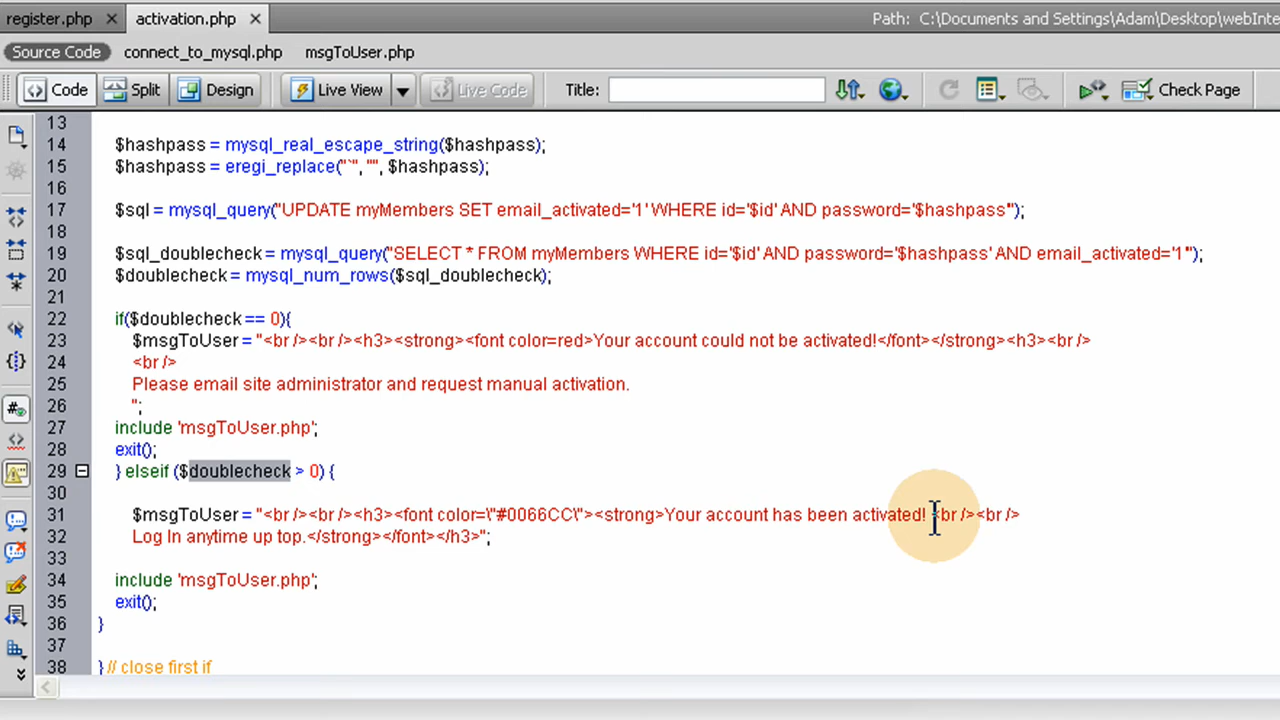 register.php × activation.php × Path: C:\Documents and Settings\Adam\Desktop\webInte
Source Code connect_to_mysql.php msgToUser.php
Code Split Design Live View Live Code Title: Check Page
13
14 $hashpass = mysql_real_escape_string($hashpass);
15 $hashpass = eregi_replace("`", "", $hashpass);
16
17 $sql = mysql_query("UPDATE myMembers SET email_activated='1' WHERE id='$id' AND password='$hashpass'");
18
19 $sql_doublecheck = mysql_query("SELECT * FROM myMembers WHERE id='$id' AND password='$hashpass' AND email_activated='1'");
20 $doublecheck = mysql_num_rows($sql_doublecheck);
21
22 if($doublecheck == 0){
23 $msgToUser = "<br /><br /><h3><strong><font color=red>Your account could not be activated!</font></strong><h3><br />
24 <br />
25 Please email site administrator and request manual activation.
26 ";
27 include 'msgToUser.php';
28 exit();
29 } elseif ($doublecheck > 0) {
30
31 $msgToUser = "<br /><br /><h3><font color=\"#0066CC\"><strong>Your account has been activated! <br /><br />
32 Log In anytime up top.</strong></font></h3>";
33
34 include 'msgToUser.php';
35 exit();
36 }
37
38 } // close first if